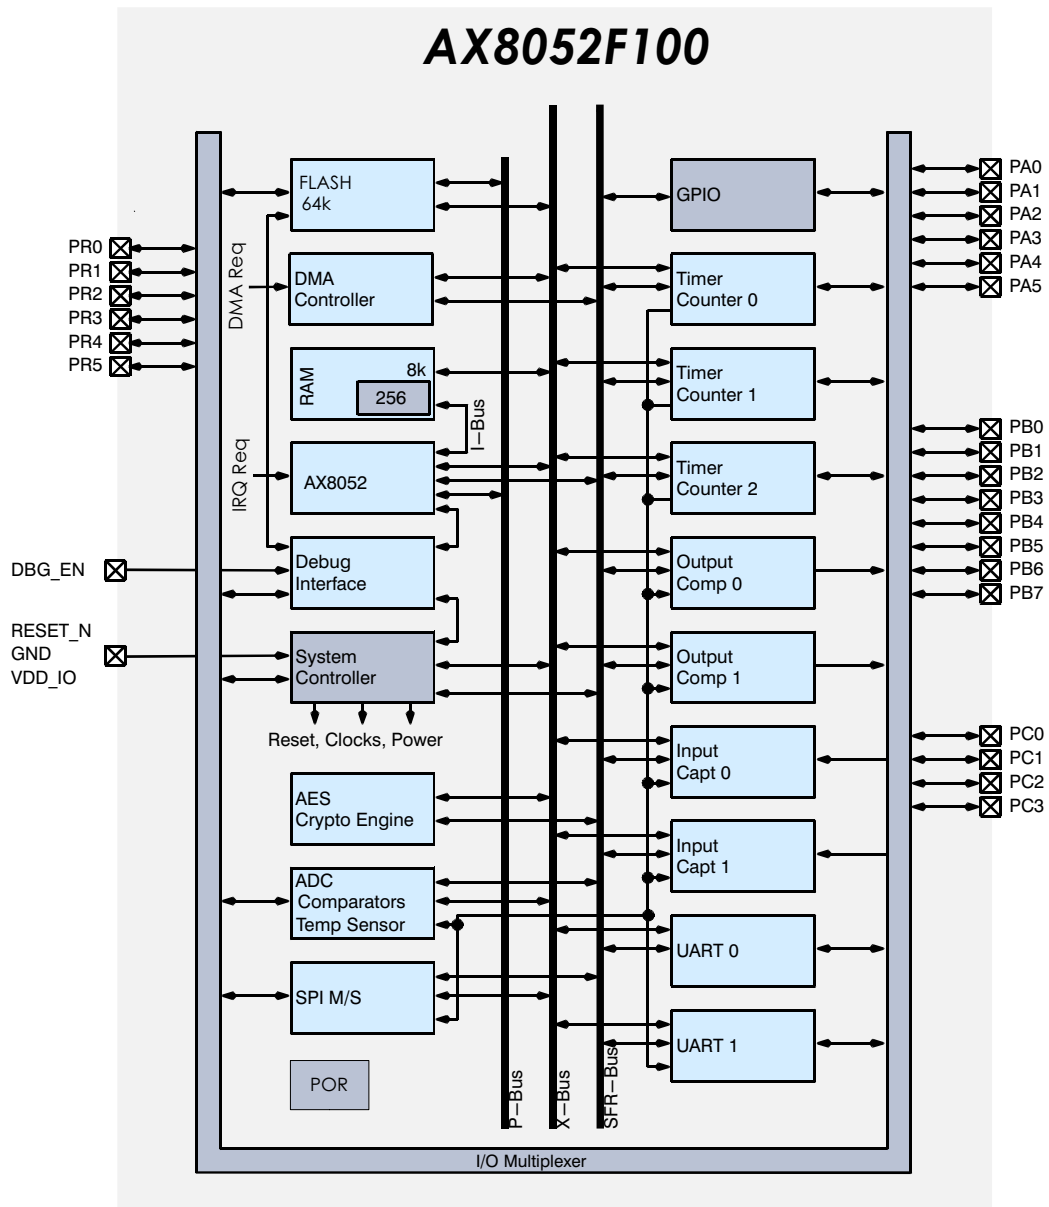 AX8052F100
FLASH
64k
DMA Req
DMA
Controller
RAM
8k
256
I-Bus
IRQ Req
AX8052
Debug
Interface
System
Controller
Reset, Clocks, Power
AES
Crypto Engine
ADC
Comparators
Temp Sensor
SPI M/S
POR
PR0
PR1
PR2
PR3
PR4
PR5
DBG_EN
RESET_N
GND
VDD_IO
P-Bus
X-Bus
SFR-Bus
GPIO
Timer
Counter 0
Timer
Counter 1
Timer
Counter 2
Output
Comp 0
Output
Comp 1
Input
Capt 0
Input
Capt 1
UART 0
UART 1
PA0
PA1
PA2
PA3
PA4
PA5
PB0
PB1
PB2
PB3
PB4
PB5
PB6
PB7
PC0
PC1
PC2
PC3
I/O Multiplexer